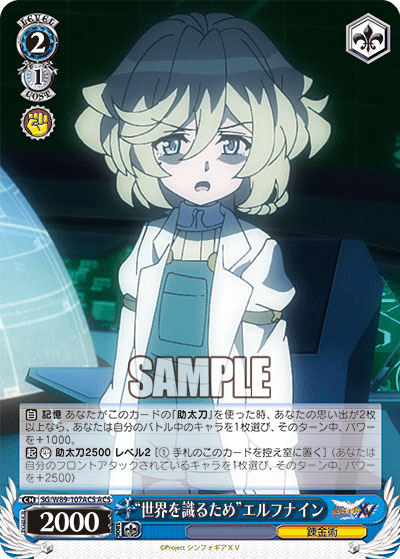 LEVEL
2
1
COST
SAMPLE
自 記憶 あなたがこのカードの「助太刀」を使った時、あなたの思い出が2枚
以上なら、あなたは自分のバトル中のキャラを1枚選び、そのターン中、パワー
を+1000。
起 助太刀2500 レベル2 [① 手札のこのカードを控え室に置く] (あなたは
自分のフロントアタックされているキャラを1枚選び、そのターン中、パワーを
+2500)
CH SG/W89-107ACS ACS
2000
“世界を識るため”エルフナイン
錬金術
©Project シンフォギアXV